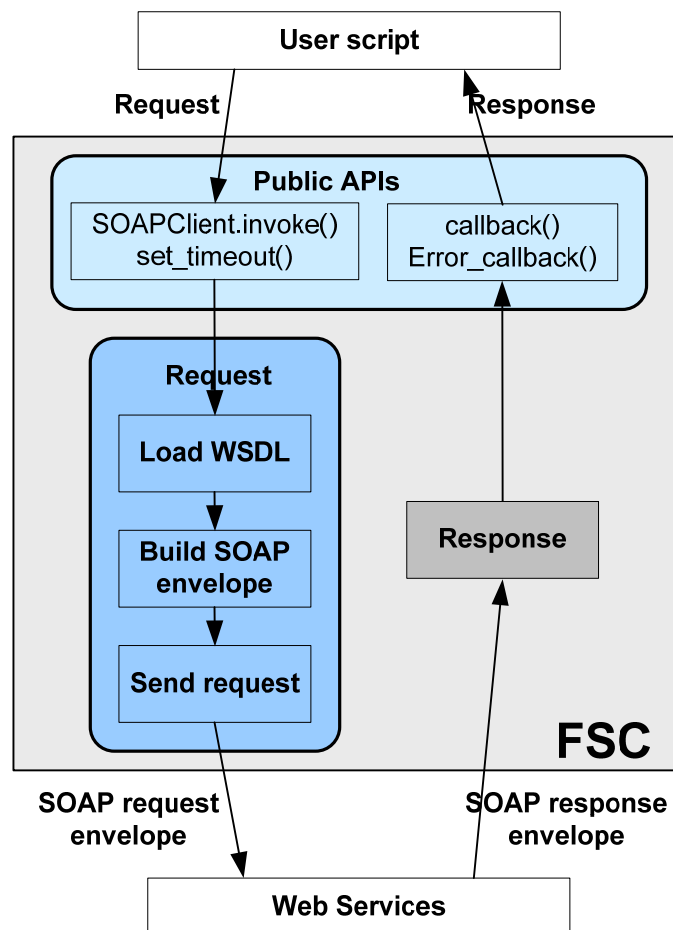 User script
Request
Response
Public APIs
SOAPClient.invoke()
set_timeout()
callback()
Error_callback()
Request
Load WSDL
Build SOAP
envelope
Response
Send request
FSC
SOAP request
envelope
SOAP response
envelope
Web Services